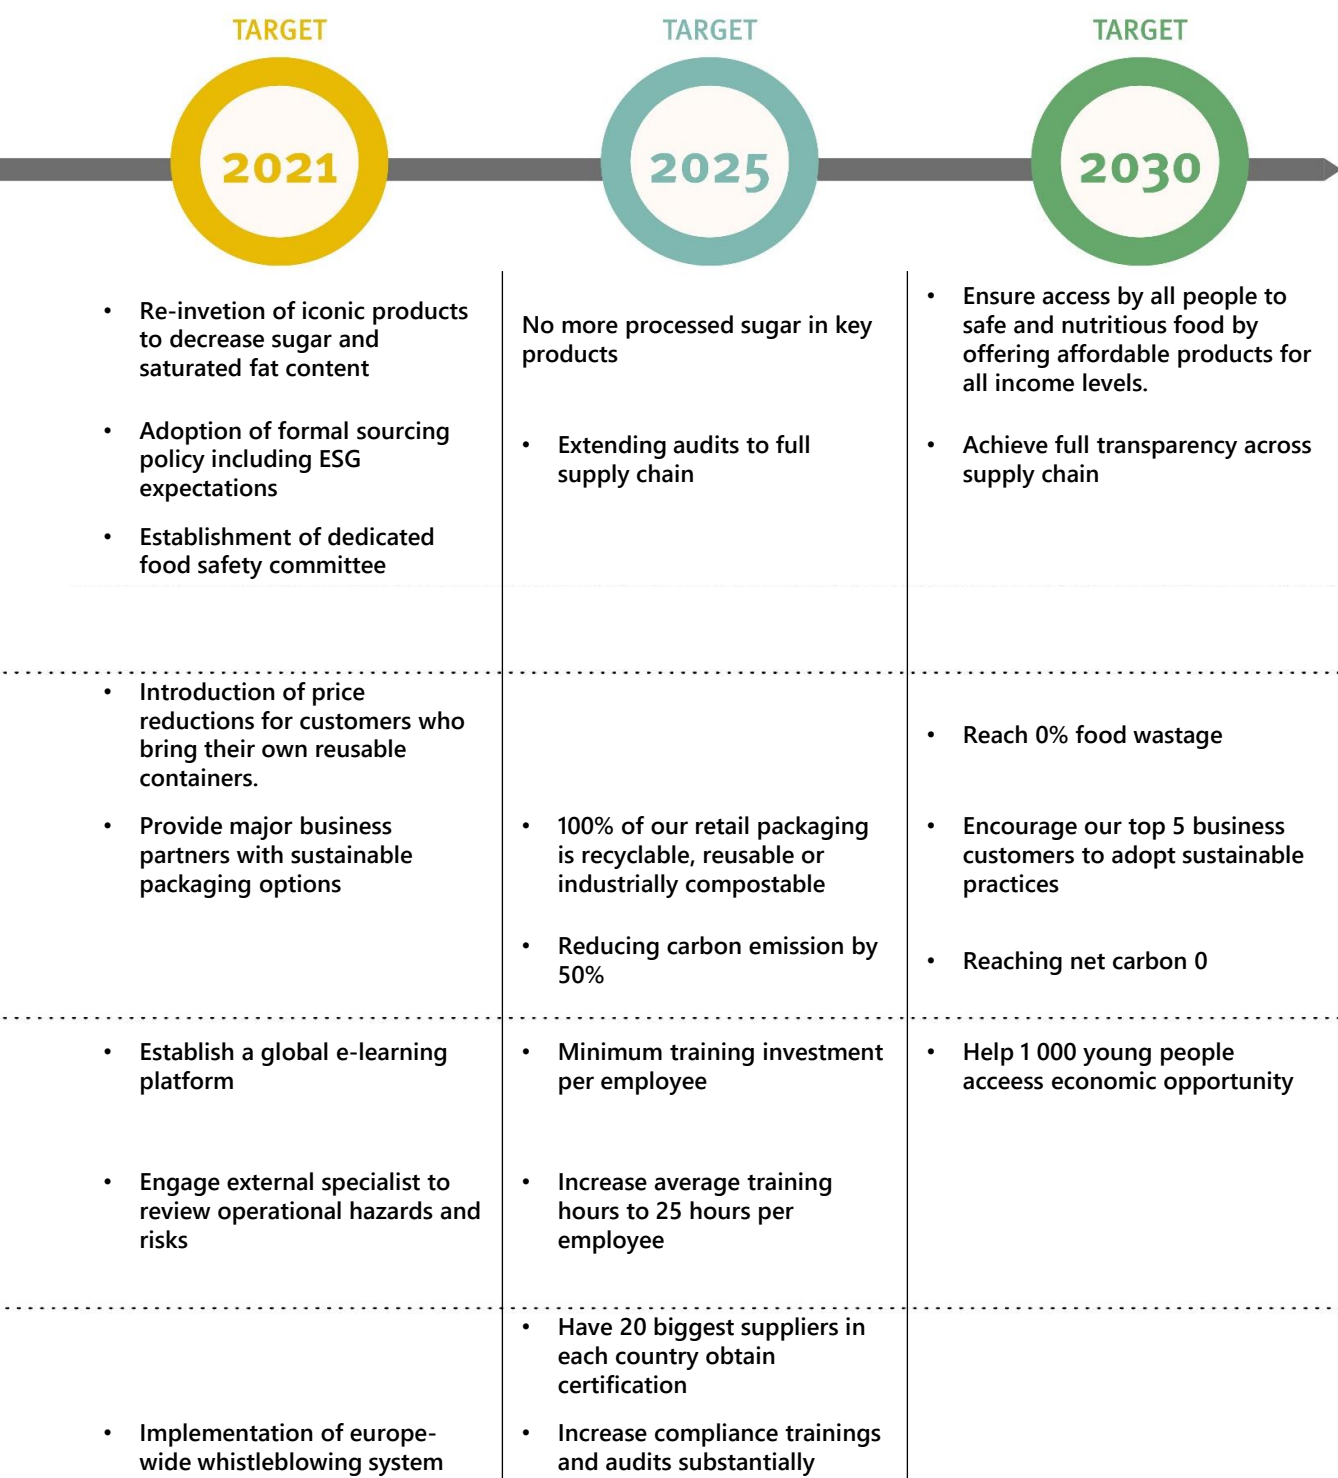 TARGET
TARGET
TARGET
2021
2025
2030
• Re-invetion of iconic products
to decrease sugar and
saturated fat content
No more processed sugar in key
products
• Ensure access by all people to
safe and nutritious food by
offering affordable products for
all income levels.
• Adoption of formal sourcing
policy including ESG
expectations
• Extending audits to full
supply chain
• Achieve full transparency across
supply chain
• Establishment of dedicated
food safety committee
• Introduction of price
reductions for customers who
bring their own reusable
containers.
• Reach 0% food wastage
• Provide major business
partners with sustainable
packaging options
• 100% of our retail packaging
is recyclable, reusable or
industrially compostable
• Encourage our top 5 business
customers to adopt sustainable
practices
• Reducing carbon emission by
50%
• Reaching net carbon 0
• Establish a global e-learning
platform
• Minimum training investment
per employee
• Help 1 000 young people
acceess economic opportunity
• Engage external specialist to
review operational hazards and
risks
• Increase average training
hours to 25 hours per
employee
• Have 20 biggest suppliers in
each country obtain
certification
• Implementation of europe-
wide whistleblowing system
• Increase compliance trainings
and audits substantially